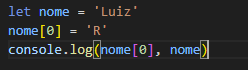 let nome = 'Luiz'
nome[0] = 'R'
console.log(nome[0], nome)